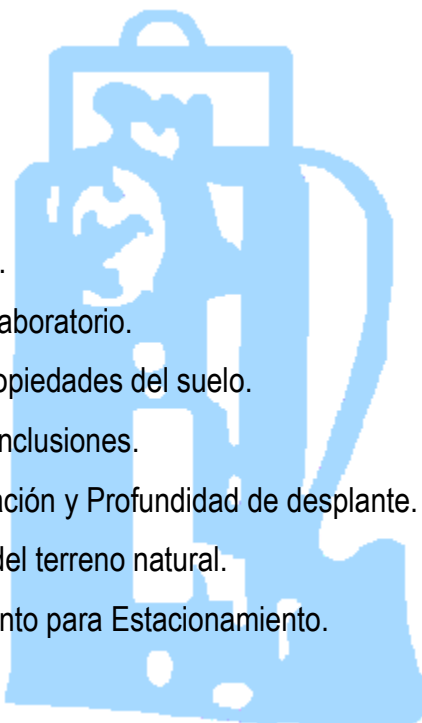 .
aboratorio.
opiedades del suelo.
nclusiones.
ación y Profundidad de desplante.
del terreno natural.
nto para Estacionamiento.